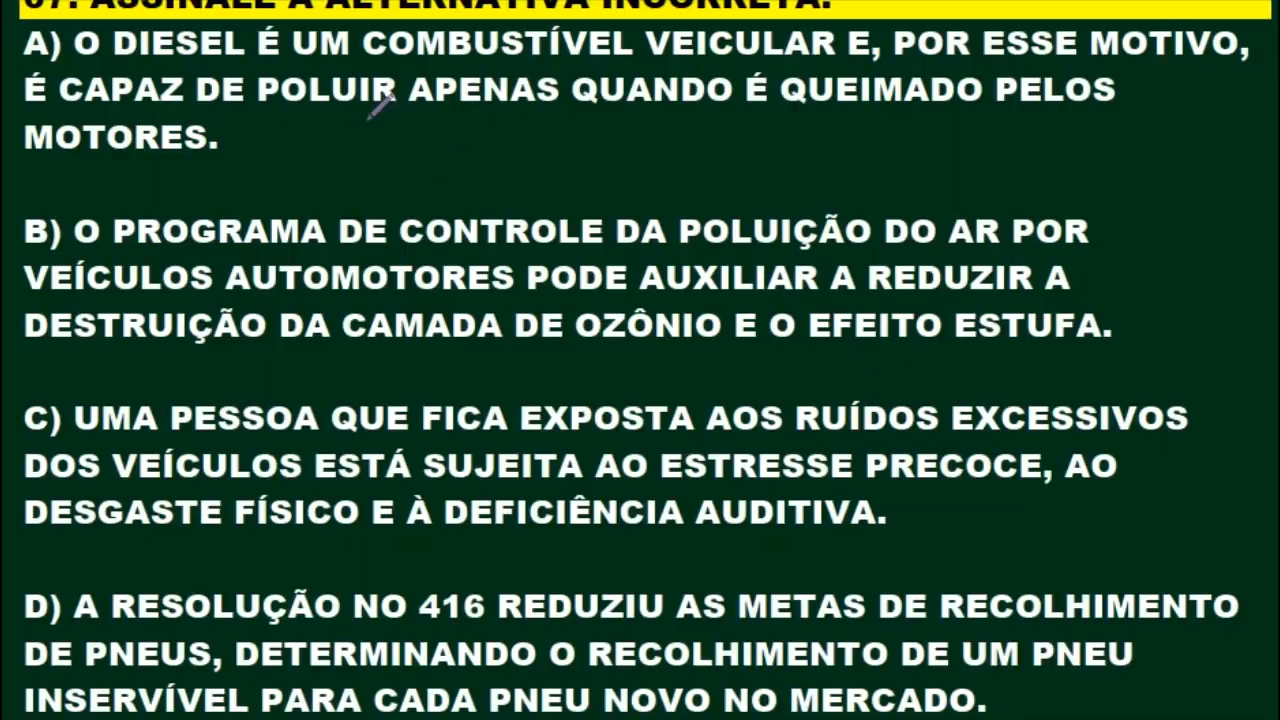 67. ASSINALE A ALTERNATIVA INCORRETA:
A) O DIESEL É UM COMBUSTÍVEL VEICULAR E, POR ESSE MOTIVO,
É CAPAZ DE POLUIR APENAS QUANDO É QUEIMADO PELOS
MOTORES.
B) O PROGRAMA DE CONTROLE DA POLUIÇÃO DO AR POR
VEÍCULOS AUTOMOTORES PODE AUXILIAR A REDUZIR A
DESTRUIÇÃO DA CAMADA DE OZÔNIO E O EFEITO ESTUFA.
C) UMA PESSOA QUE FICA EXPOSTA AOS RUÍDOS EXCESSIVOS
DOS VEÍCULOS ESTÁ SUJEITA AO ESTRESSE PRECOCE, AO
DESGASTE FÍSICO E À DEFICIÊNCIA AUDITIVA.
D) A RESOLUÇÃO NO 416 REDUZIU AS METAS DE RECOLHIMENTO
DE PNEUS, DETERMINANDO O RECOLHIMENTO DE UM PNEU
INSERVÍVEL PARA CADA PNEU NOVO NO MERCADO.